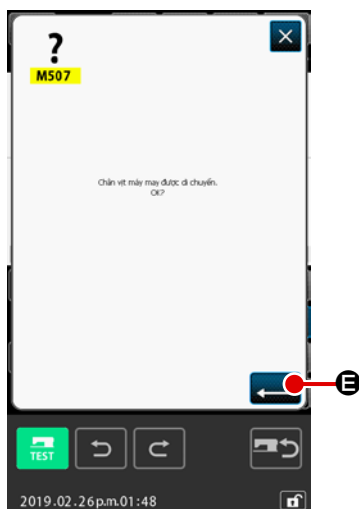 ?
M507
Chân vịt máy may được di chuyển.
OK?
E
TEST
2019.02.26p.m.01:48